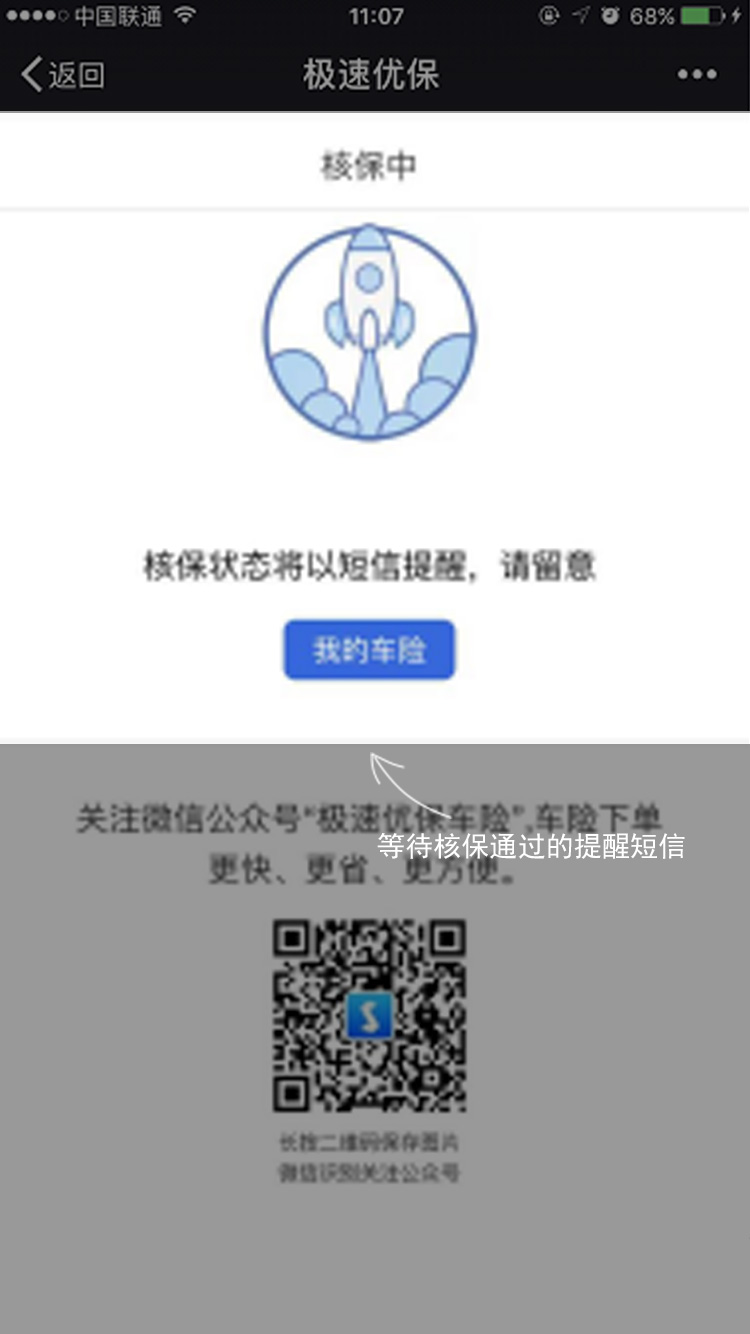 中国联通
11:07
68%
返回
极速优保
核保中
核保状态将以短信提醒，请留意
我的车险
关注微信公众号“极速优保车险”，车险下单
等待核保通过的提醒短信
更快、更省、更方便。
长按二维码保存图片
微信识别关注公众号